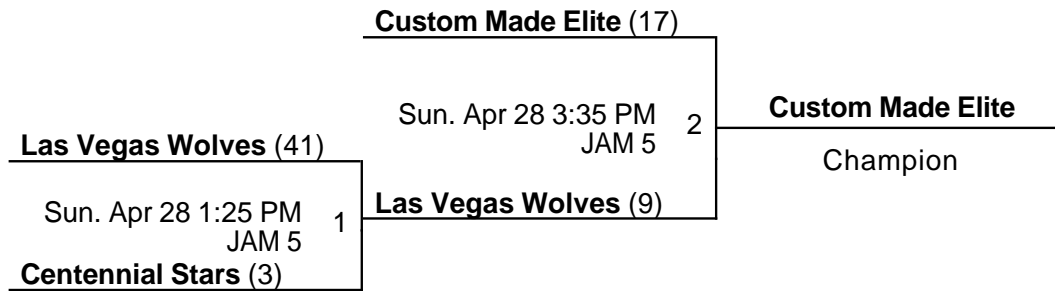 Custom Made Elite (17)
Sun. Apr 28 3:35 PM
JAM 5
2
Custom Made Elite
Champion
Las Vegas Wolves (41)
Sun. Apr 28 1:25 PM
JAM 5
1
Las Vegas Wolves (9)
Centennial Stars (3)